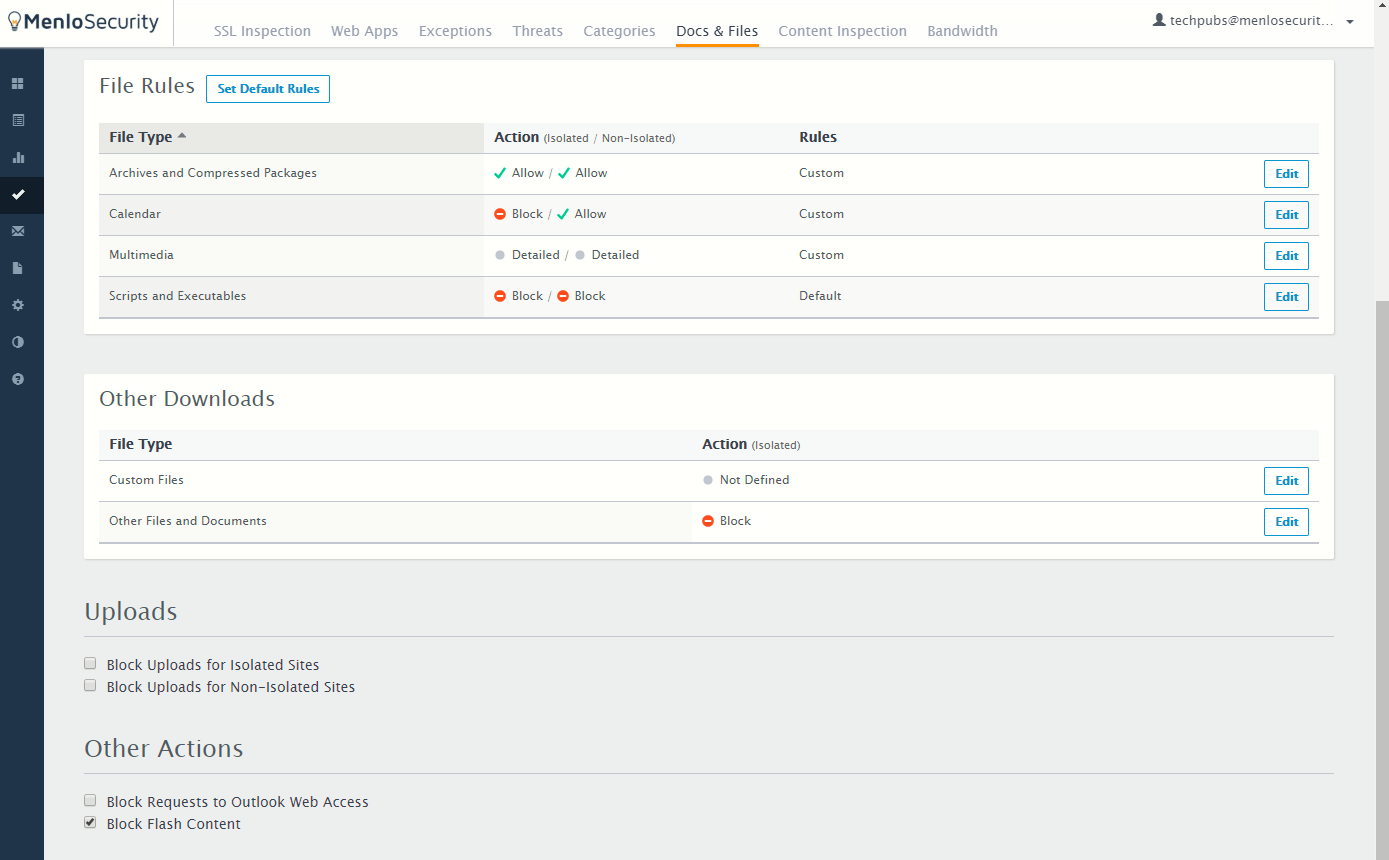 MenloSecurity
SSL Inspection Web Apps Exceptions Threats Categories Docs & Files Content Inspection Bandwidth
techpubs@menlosecurit...
File Rules Set Default Rules
File Type Action (Isolated / Non-Isolated) Rules
Archives and Compressed Packages Allow / Allow Custom Edit
Calendar Block / Allow Custom Edit
Multimedia Detailed / Detailed Custom Edit
Scripts and Executables Block / Block Default Edit
Other Downloads
File Type Action (Isolated)
Custom Files Not Defined Edit
Other Files and Documents Block Edit
Uploads
Block Uploads for Isolated Sites
Block Uploads for Non-Isolated Sites
Other Actions
Block Requests to Outlook Web Access
Block Flash Content